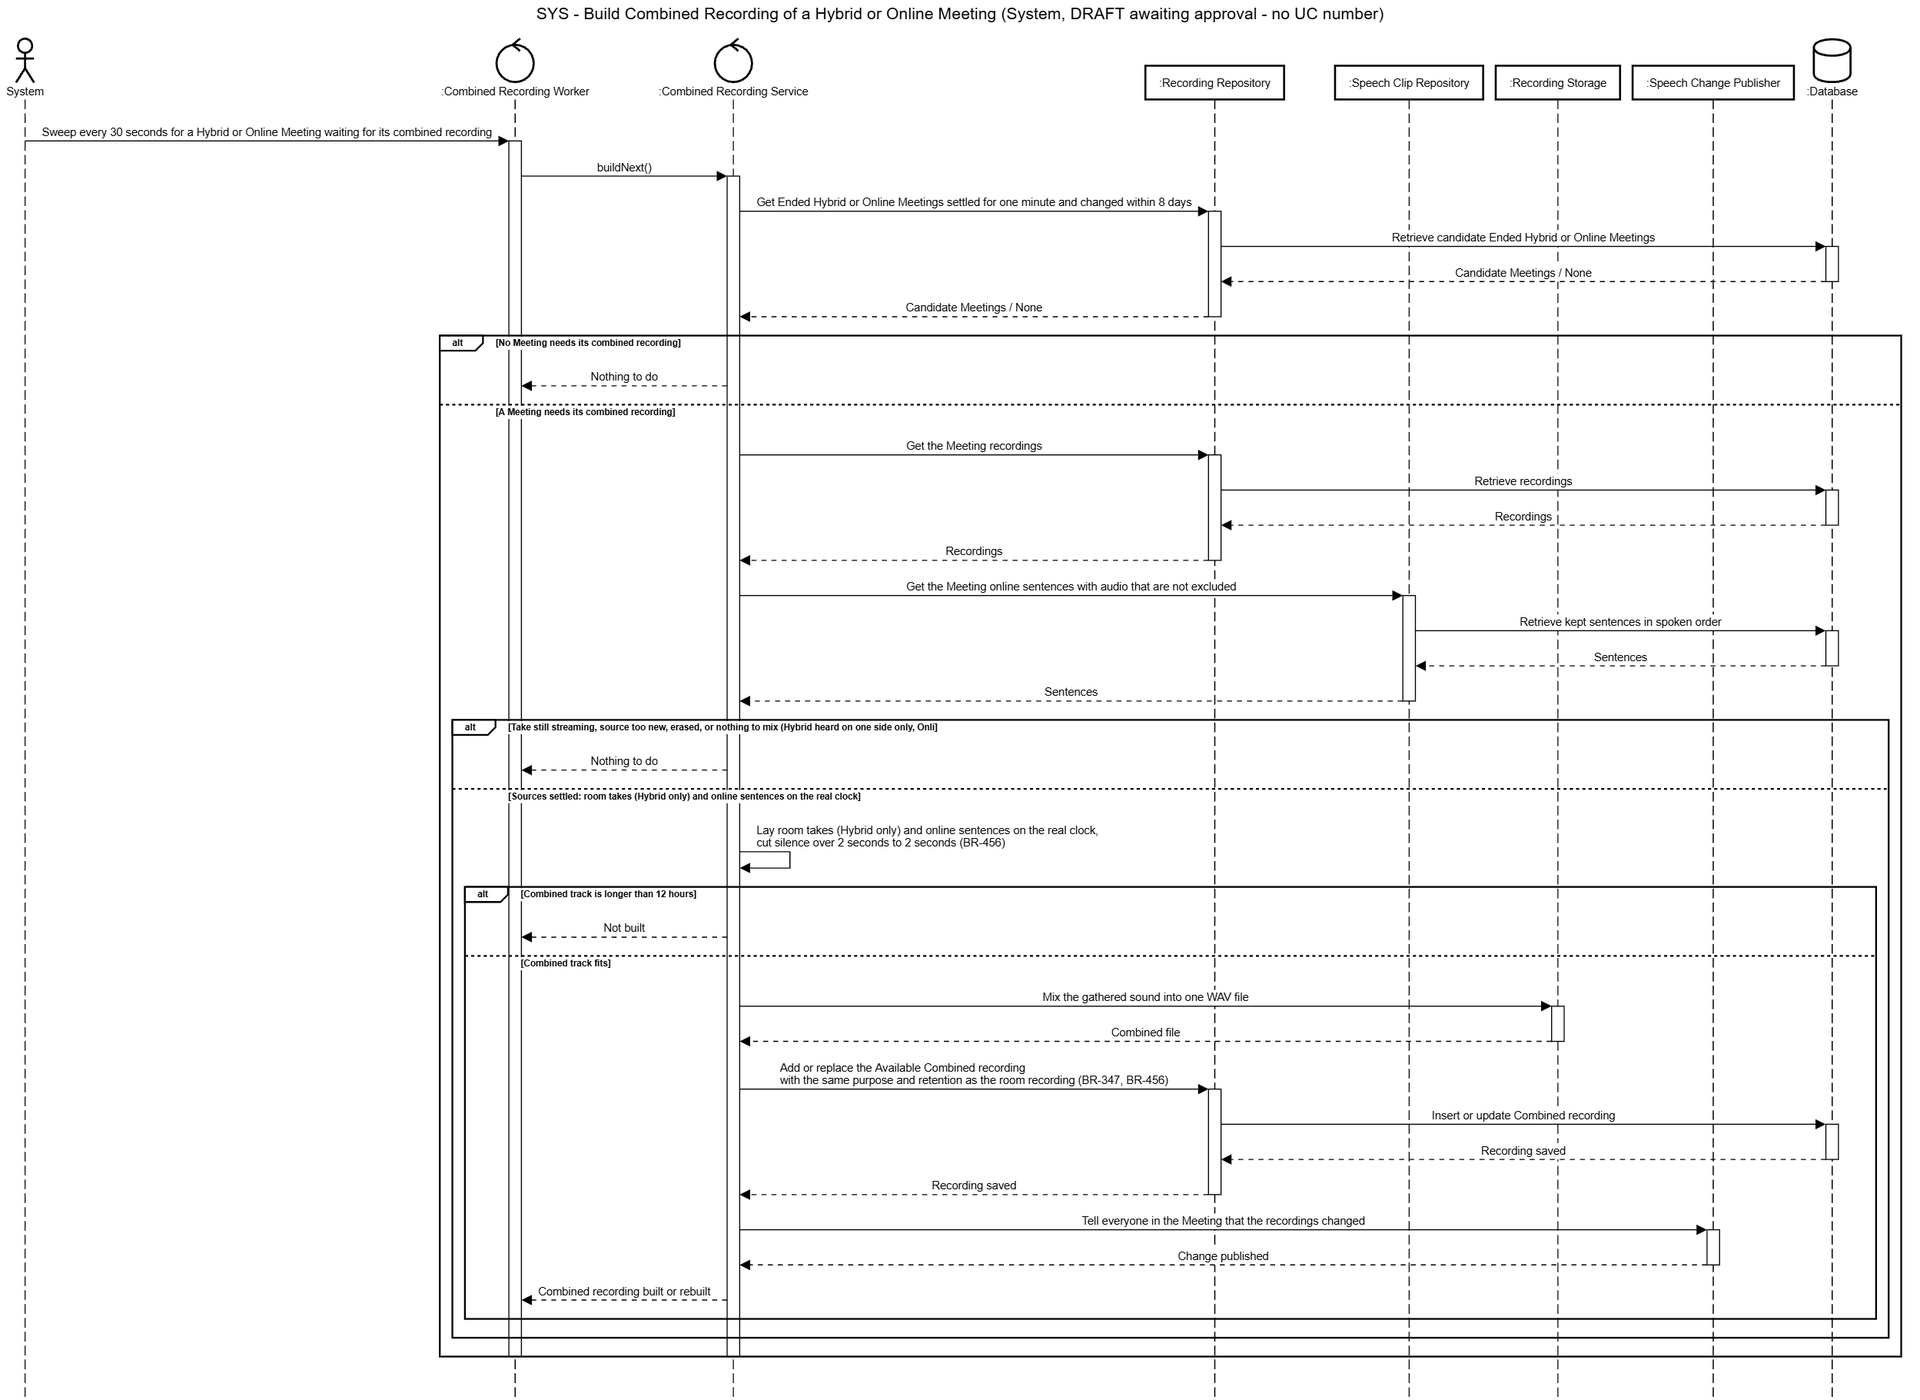 SYS - Build Combined Recording of a Hybrid or Online Meeting (System, DRAFT awaiting approval - no UC number)
System
:Combined Recording Worker
:Combined Recording Service
:Recording Repository
:Speech Clip Repository
:Recording Storage
:Speech Change Publisher
:Database
Sweep every 30 seconds for a Hybrid or Online Meeting waiting for its combined recording
buildNext()
Get Ended Hybrid or Online Meetings settled for one minute and changed within 8 days
Retrieve candidate Ended Hybrid or Online Meetings
Candidate Meetings / None
Candidate Meetings / None
alt
[No Meeting needs its combined recording]
Nothing to do
[A Meeting needs its combined recording]
Get the Meeting recordings
Retrieve recordings
Recordings
Recordings
Get the Meeting online sentences with audio that are not excluded
Retrieve kept sentences in spoken order
Sentences
Sentences
alt
[Take still streaming, source too new, erased, or nothing to mix (Hybrid heard on one side only, Onli]
Nothing to do
[Sources settled: room takes (Hybrid only) and online sentences on the real clock]
Lay room takes (Hybrid only) and online sentences on the real clock,
cut silence over 2 seconds to 2 seconds (BR-456)
alt
[Combined track is longer than 12 hours]
Not built
[Combined track fits]
Mix the gathered sound into one WAV file
Combined file
Add or replace the Available Combined recording
with the same purpose and retention as the room recording (BR-347, BR-456)
Insert or update Combined recording
Recording saved
Recording saved
Tell everyone in the Meeting that the recordings changed
Change published
Combined recording built or rebuilt